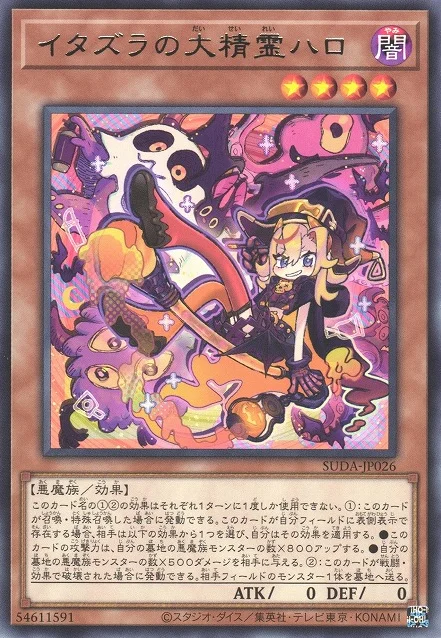 イタズラの大精霊ハロ
闇
SUDA-JP026
【悪魔族／効果】
このカード名の①②の効果はそれぞれ1ターンに1度しか使用できない。①：このカード
が召喚・特殊召喚した場合に発動できる。このカードが自分フィールドに表側表示で
存在する場合、相手は以下の効果から1つを選び、自分はその効果を適用する。●こ
のカードの攻撃力は、自分の墓地の悪魔族モンスターの数×800アップする。●自分の
墓地の悪魔族モンスターの数×500ダメージを相手に与える。②：このカードが戦闘・
効果で破壊された場合に発動できる。相手フィールドのモンスター1体を墓地へ送る。
ATK/ 0 DEF/ 0
54611591
©スタジオ・ダイス／集英社・テレビ東京・KONAMI